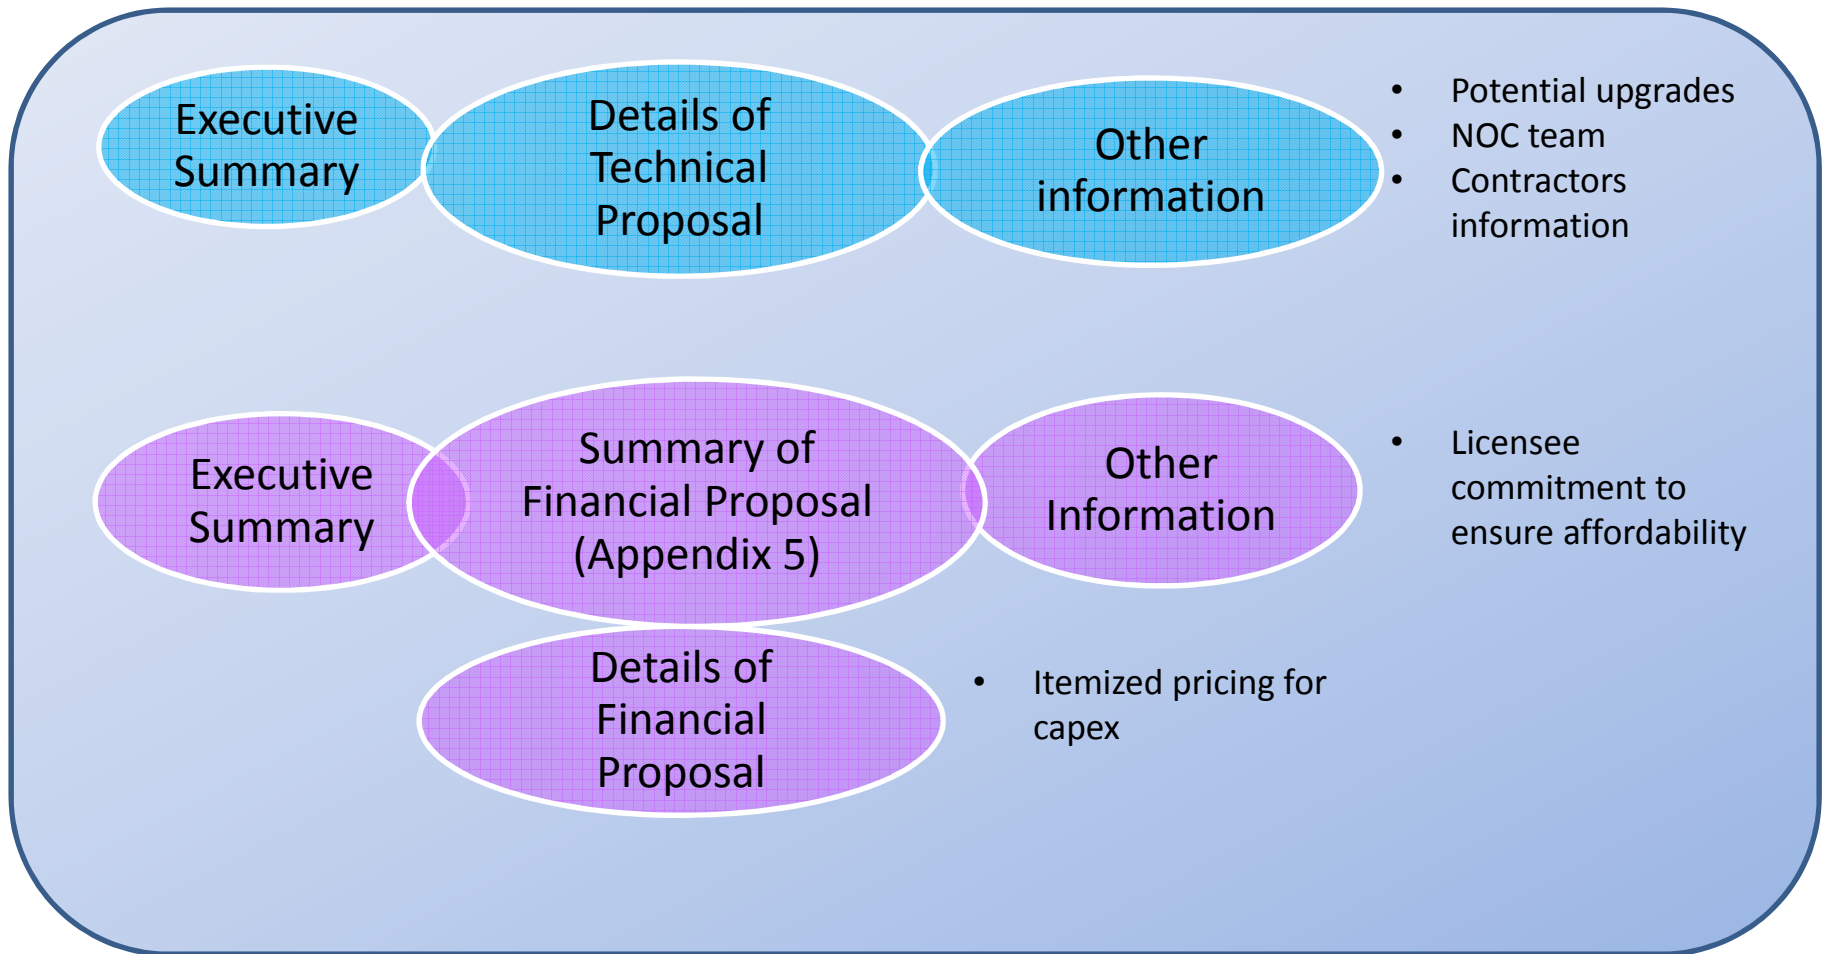 Executive
Summary
Details of
Technical
Proposal
Other
information
• Potential upgrades
• NOC team
• Contractors
information
Executive
Summary
Summary of
Financial Proposal
(Appendix 5)
Other
Information
• Licensee
commitment to
ensure affordability
Details of
Financial
Proposal
• Itemized pricing for
capex